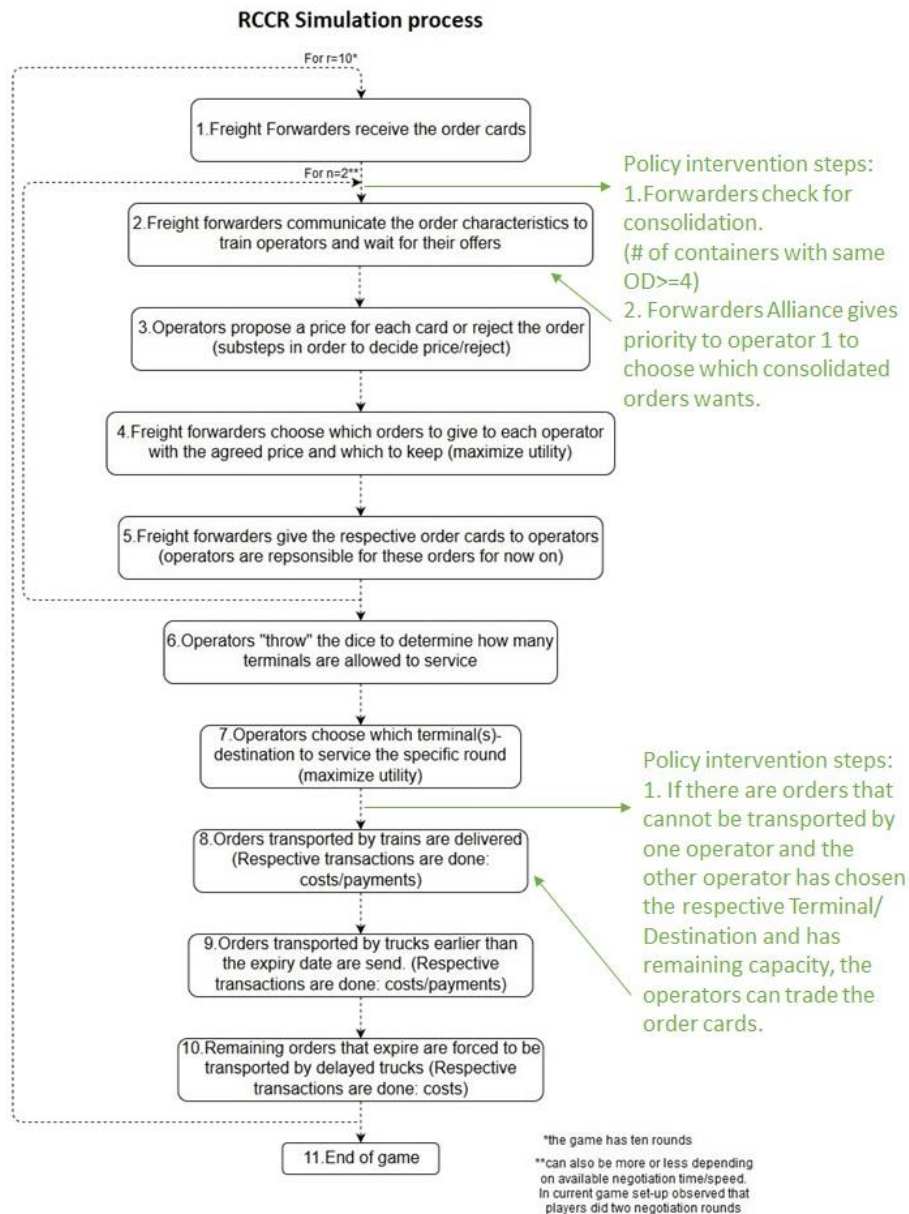 RCCR Simulation process
For r=10*
1.Freight Forwarders receive the order cards
For n=2**
Policy intervention steps:
1.Forwarders check for
consolidation.
(# of containers with same
OD>=4)
2. Forwarders Alliance gives
priority to operator 1 to
choose which consolidated
orders wants.
2.Freight forwarders communicate the order characteristics to
train operators and wait for their offers
3.Operators propose a price for each card or reject the order
(substeps in order to decide price/reject)
4.Freight forwarders choose which orders to give to each operator
with the agreed price and which to keep (maximize utility)
5.Freight forwarders give the respective order cards to operators
(operators are repsonsible for these orders for now on)
6.Operators "throw" the dice to determine how many
terminals are allowed to service
7.Operators choose which terminal(s)-
destination to service the specific round
(maximize utility)
Policy intervention steps:
1. If there are orders that
cannot be transported by
one operator and the
other operator has chosen
the respective Terminal/
Destination and has
remaining capacity, the
operators can trade the
order cards.
8.Orders transported by trains are delivered
(Respective transactions are done:
costs/payments)
9.Orders transported by trucks earlier than
the expiry date are send. (Respective
transactions are done: costs/payments)
10.Remaining orders that expire are forced to be
transported by delayed trucks (Respective
transactions are done: costs)
11.End of game
*the game has ten rounds
**can also be more or less depending
on available negotiation time/speed.
In current game set-up observed that
players did two negotiation rounds